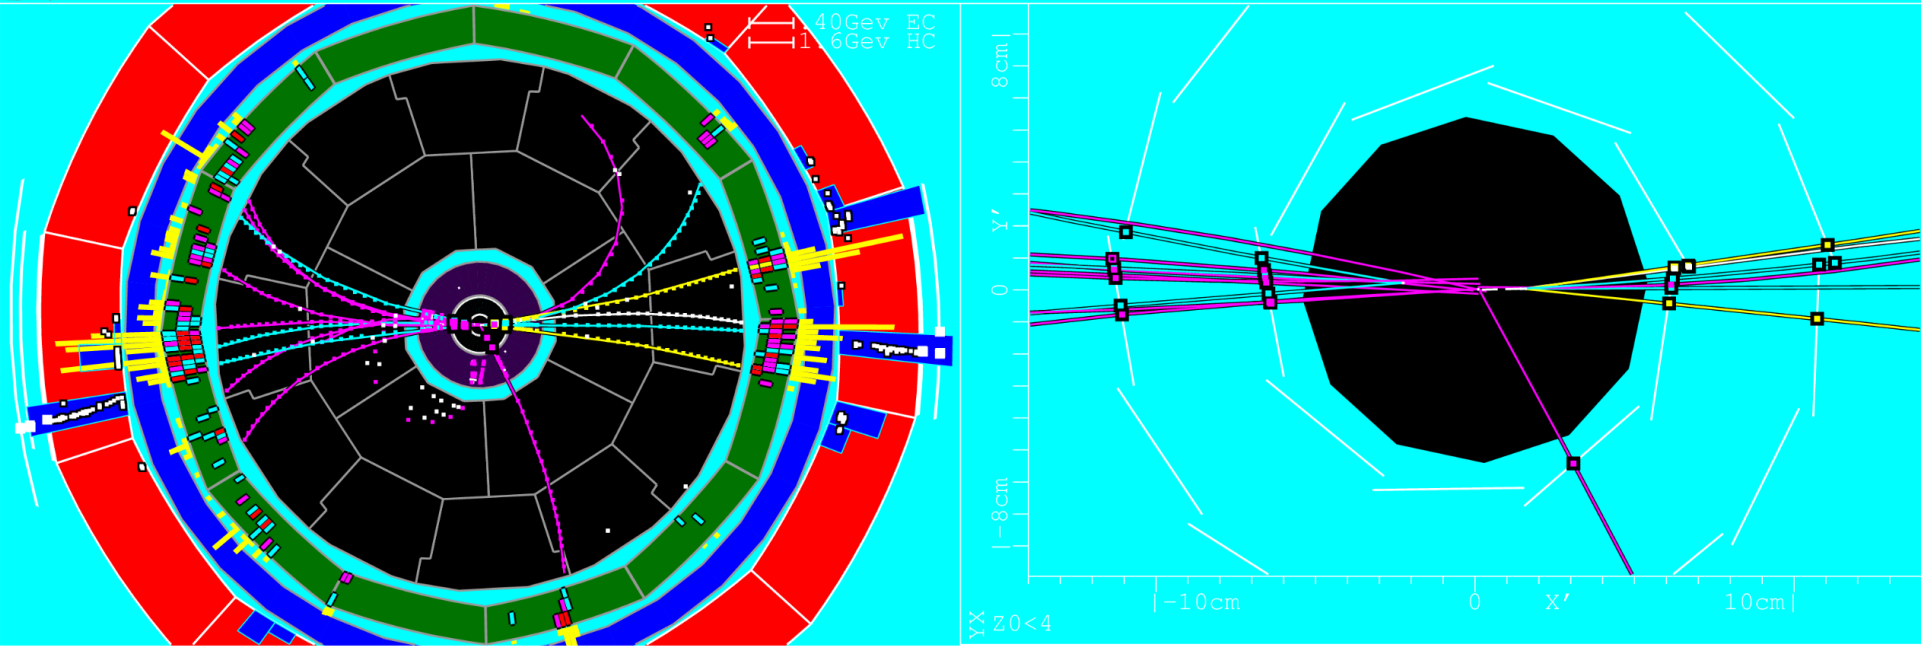 .40Gev EC
1.6Gev HC
8cm|
Y'
0
|-8cm
|-10cm
0
X'
10cm|
YX
Z0<4